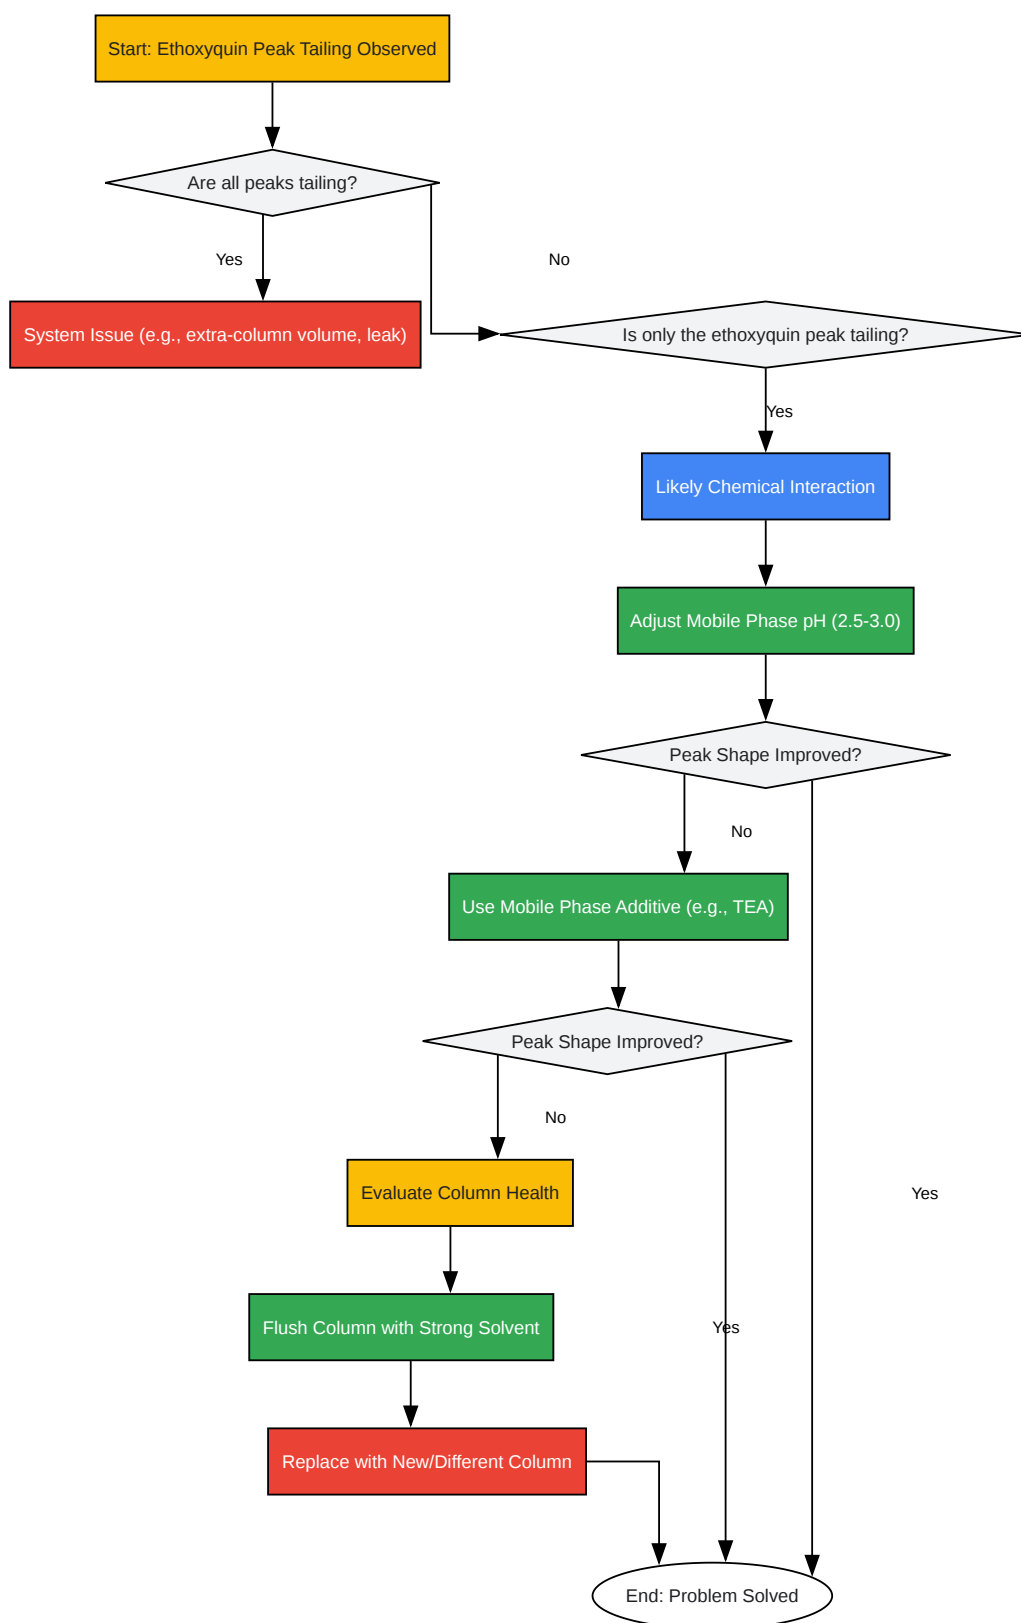 Start: Ethoxyquin Peak Tailing Observed
Are all peaks tailing?
Yes
No
System Issue (e.g., extra-column volume, leak)
Is only the ethoxyquin peak tailing?
Yes
Likely Chemical Interaction
Adjust Mobile Phase pH (2.5-3.0)
Peak Shape Improved?
No
Use Mobile Phase Additive (e.g., TEA)
Peak Shape Improved?
No
Evaluate Column Health
Yes
Flush Column with Strong Solvent
Yes
Replace with New/Different Column
End: Problem Solved